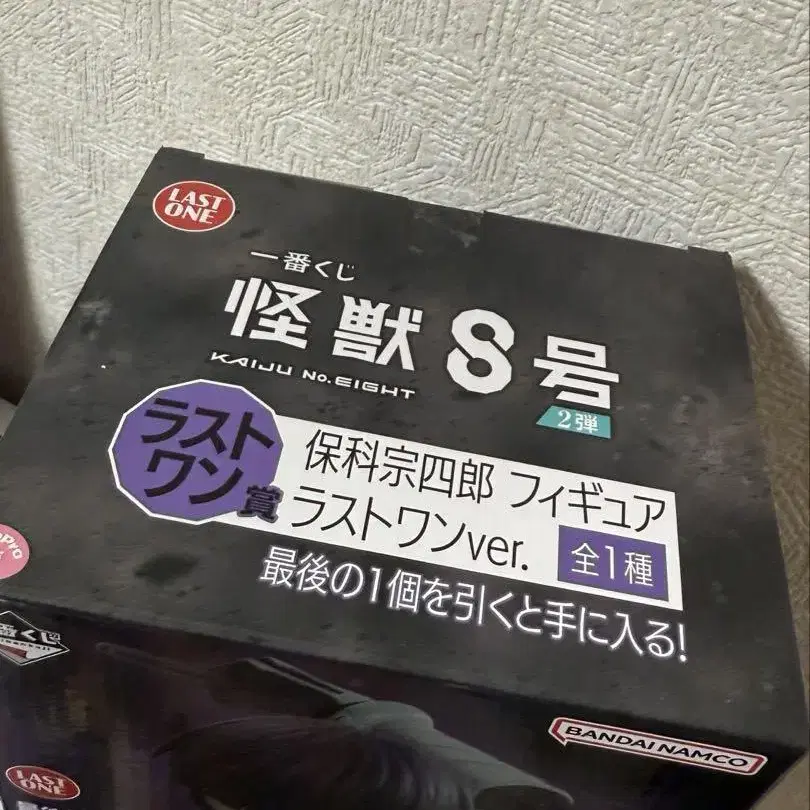 LAST
ONE
一番くじ
怪獣8号
KAIJU No.EIGHT
2弾
ラスト
ワン賞
保科宗四郎 フィギュア
ラストワンver.
全1種
最後の1個を引くと手に入る!
BANDAI NAMCO
LAST
ONE